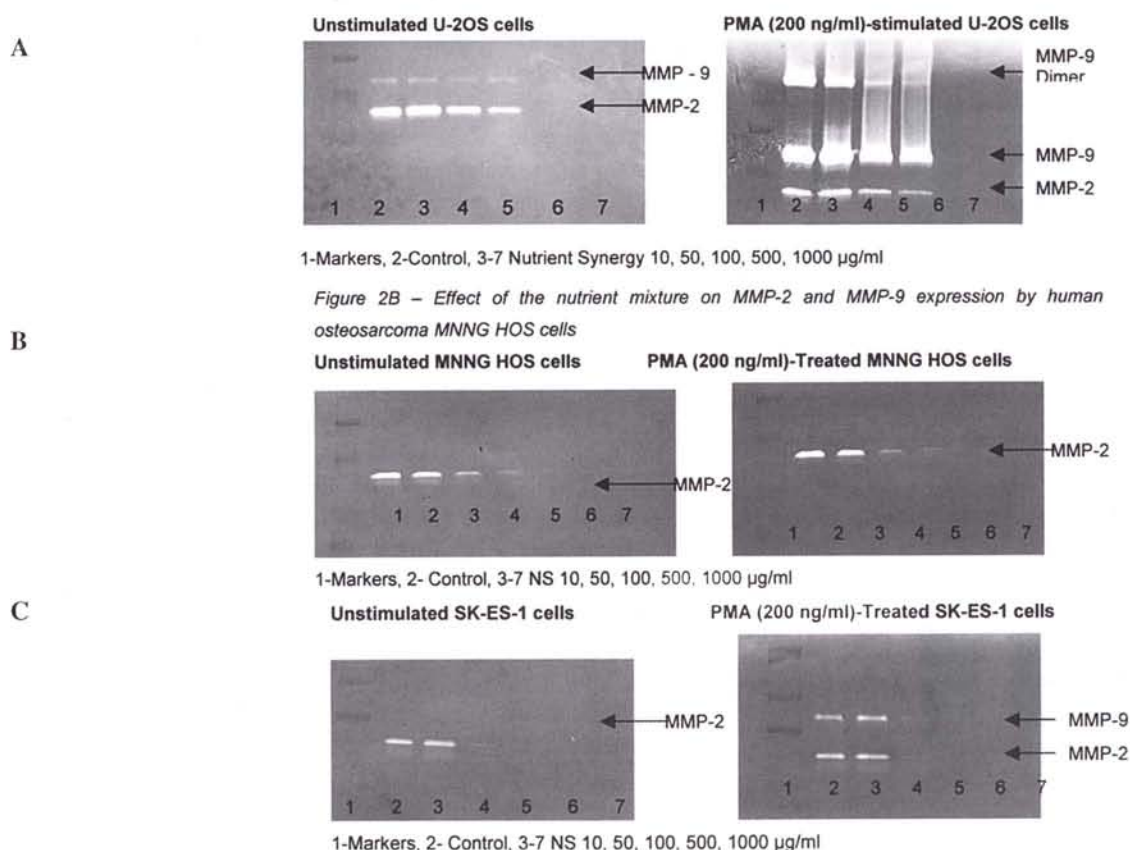 A
Unstimulated U-2OS cells
PMA (200 ng/ml)-stimulated U-2OS cells
MMP - 9
MMP-2
MMP-9
Dimer
MMP-9
MMP-2
1 2 3 4 5 6 7
1 2 3 4 5 6 7
1-Markers, 2-Control, 3-7 Nutrient Synergy 10, 50, 100, 500, 1000 µg/ml
Figure 2B – Effect of the nutrient mixture on MMP-2 and MMP-9 expression by human
osteosarcoma MNNG HOS cells
B
Unstimulated MNNG HOS cells
PMA (200 ng/ml)-Treated MNNG HOS cells
MMP-2
MMP-2
1 2 3 4 5 6 7
1 2 3 4 5 6 7
1-Markers, 2- Control, 3-7 NS 10, 50, 100, 500, 1000 µg/ml
C
Unstimulated SK-ES-1 cells
PMA (200 ng/ml)-Treated SK-ES-1 cells
MMP-2
MMP-9
MMP-2
1 2 3 4 5 6 7
1 2 3 4 5 6 7
1-Markers, 2- Control, 3-7 NS 10, 50, 100, 500, 1000 µg/ml